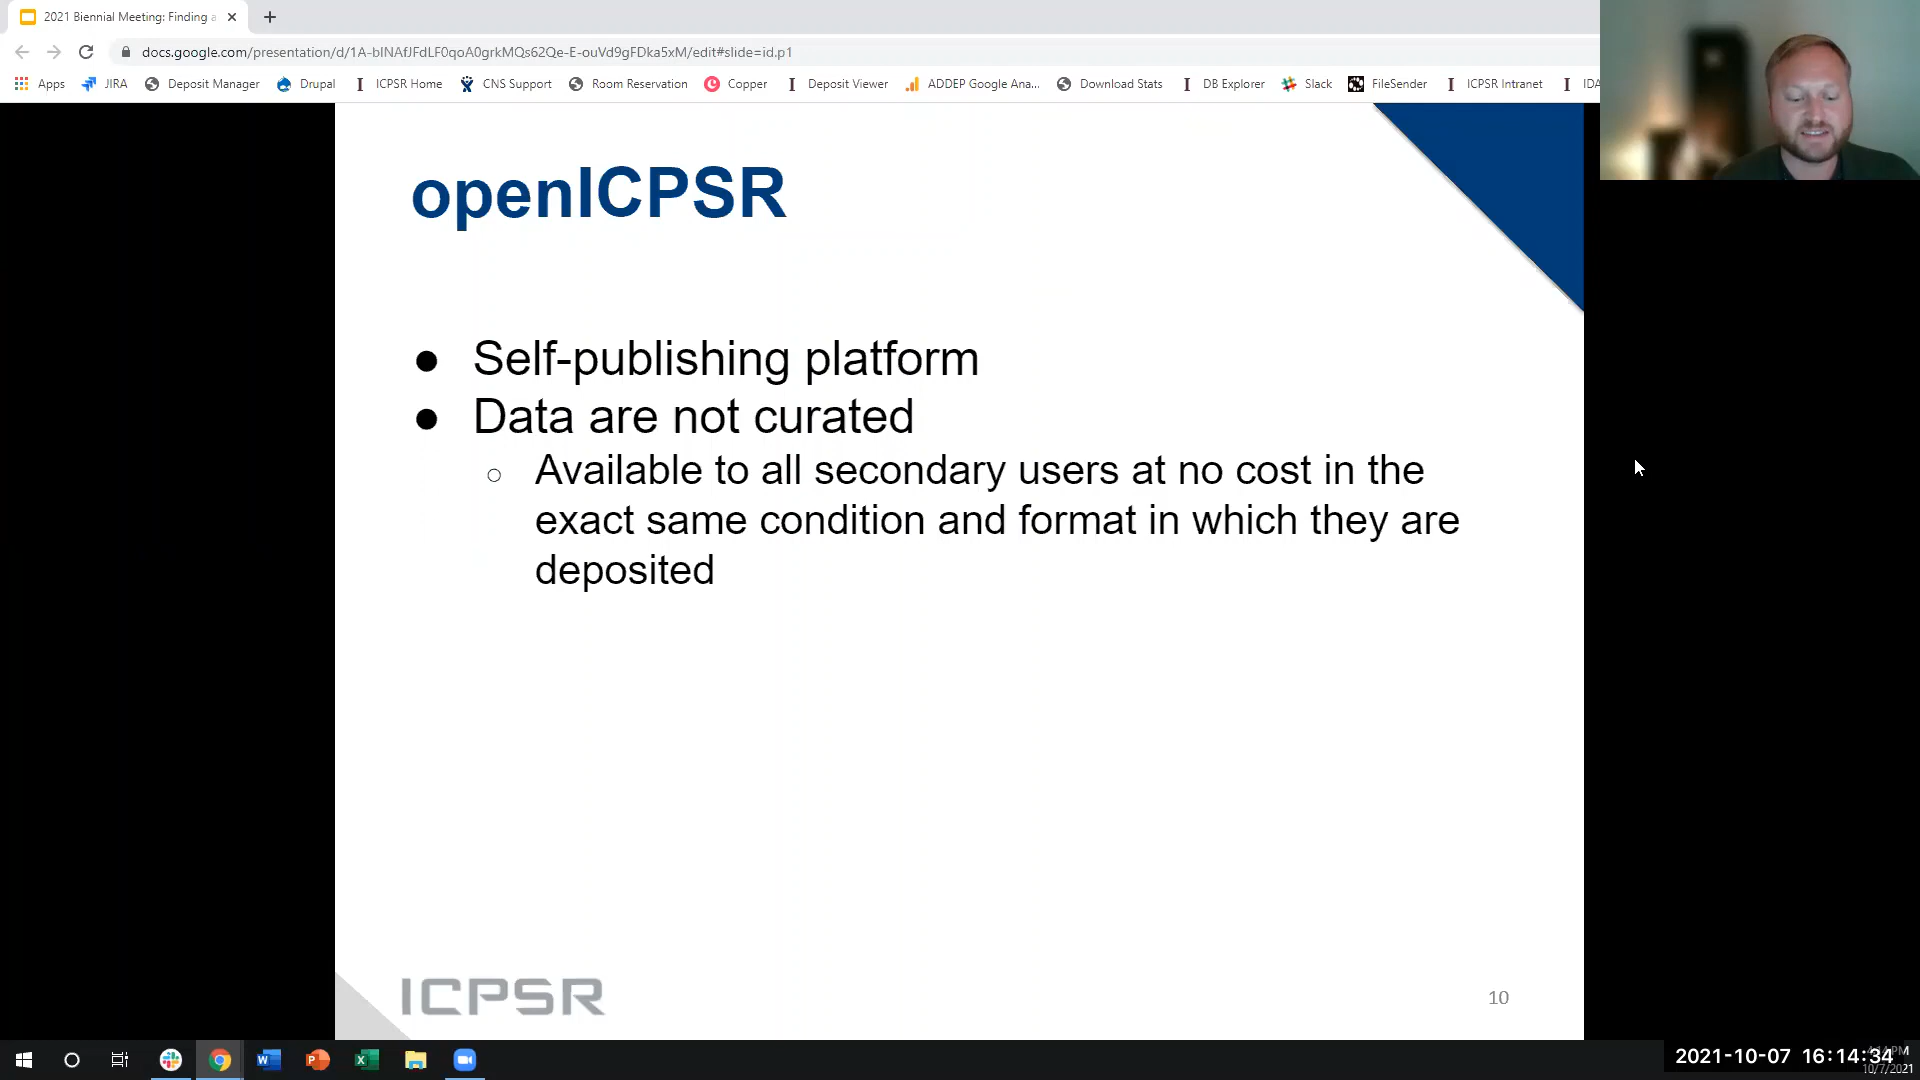 2021 Biennial Meeting: Finding a
docs.google.com/presentation/d/1A-bINAfJFdLF0qoA0grkMQs62Qe-E-ouVd9gFDka5xM/edit#slide=id.p1
Apps JIRA Deposit Manager Drupal ICPSR Home CNS Support Room Reservation Copper Deposit Viewer ADDEP Google Ana... Download Stats DB Explorer Slack FileSender ICPSR Intranet
openICPSR
● Self-publishing platform
● Data are not curated
○ Available to all secondary users at no cost in the
exact same condition and format in which they are
deposited
ICPSR
10
2021-10-07 16:14:34
10/7/2021